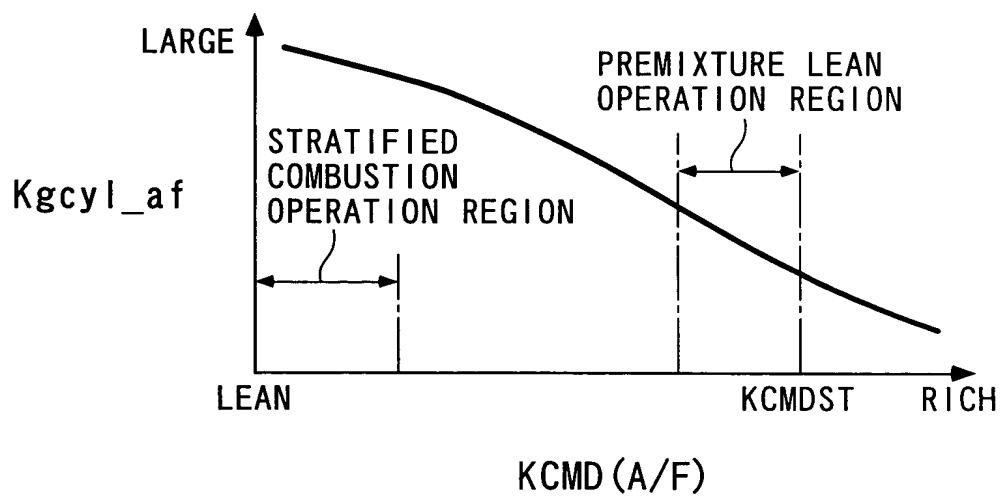 LARGE
PREMIXTURE LEAN
OPERATION REGION
STRATIFIED
COMBUSTION
OPERATION REGION
Kgcyl_af
LEAN
KCMDST
RICH
KCMD(A/F)